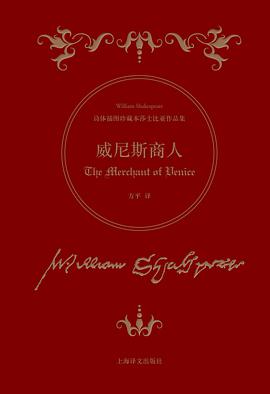 William Shakespeare
诗体插图珍藏本莎士比亚作品集
威尼斯商人
The Merchant of Venice
方平 译
William Shakspeare
上海译文出版社